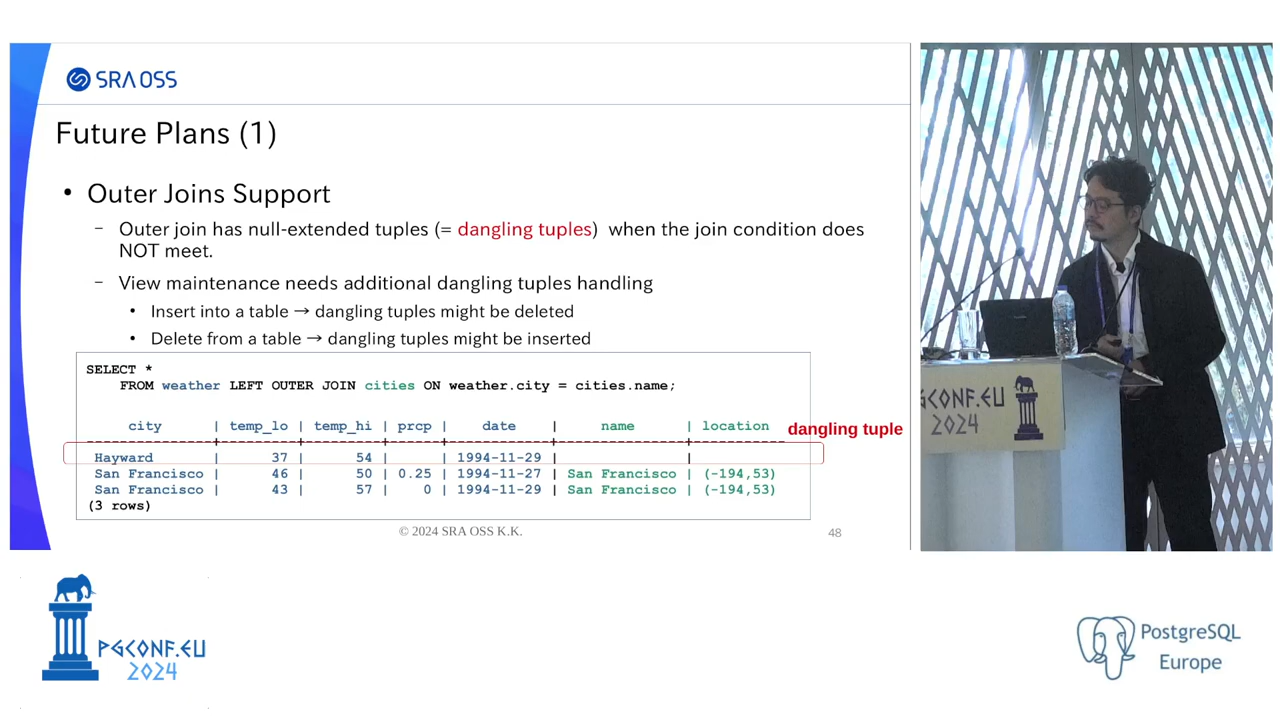 SRA OSS
Future Plans (1)
• Outer Joins Support
– Outer join has null-extended tuples (= dangling tuples) when the join condition does
NOT meet.
– View maintenance needs additional dangling tuples handling
• Insert into a table → dangling tuples might be deleted
• Delete from a table → dangling tuples might be inserted
SELECT *
FROM weather LEFT OUTER JOIN cities ON weather.city = cities.name;
city | temp_lo | temp_hi | prcp | date | name | location
dangling tuple
Hayward | 37 | 54 | | 1994-11-29 | |
San Francisco | 46 | 50 | 0.25 | 1994-11-27 | San Francisco | (-194,53)
San Francisco | 43 | 57 | 0 | 1994-11-29 | San Francisco | (-194,53)
(3 rows)
© 2024 SRA OSS K.K.
48
PGCONF.EU
2024
PGCONF.EU
2024
PostgreSQL
Europe